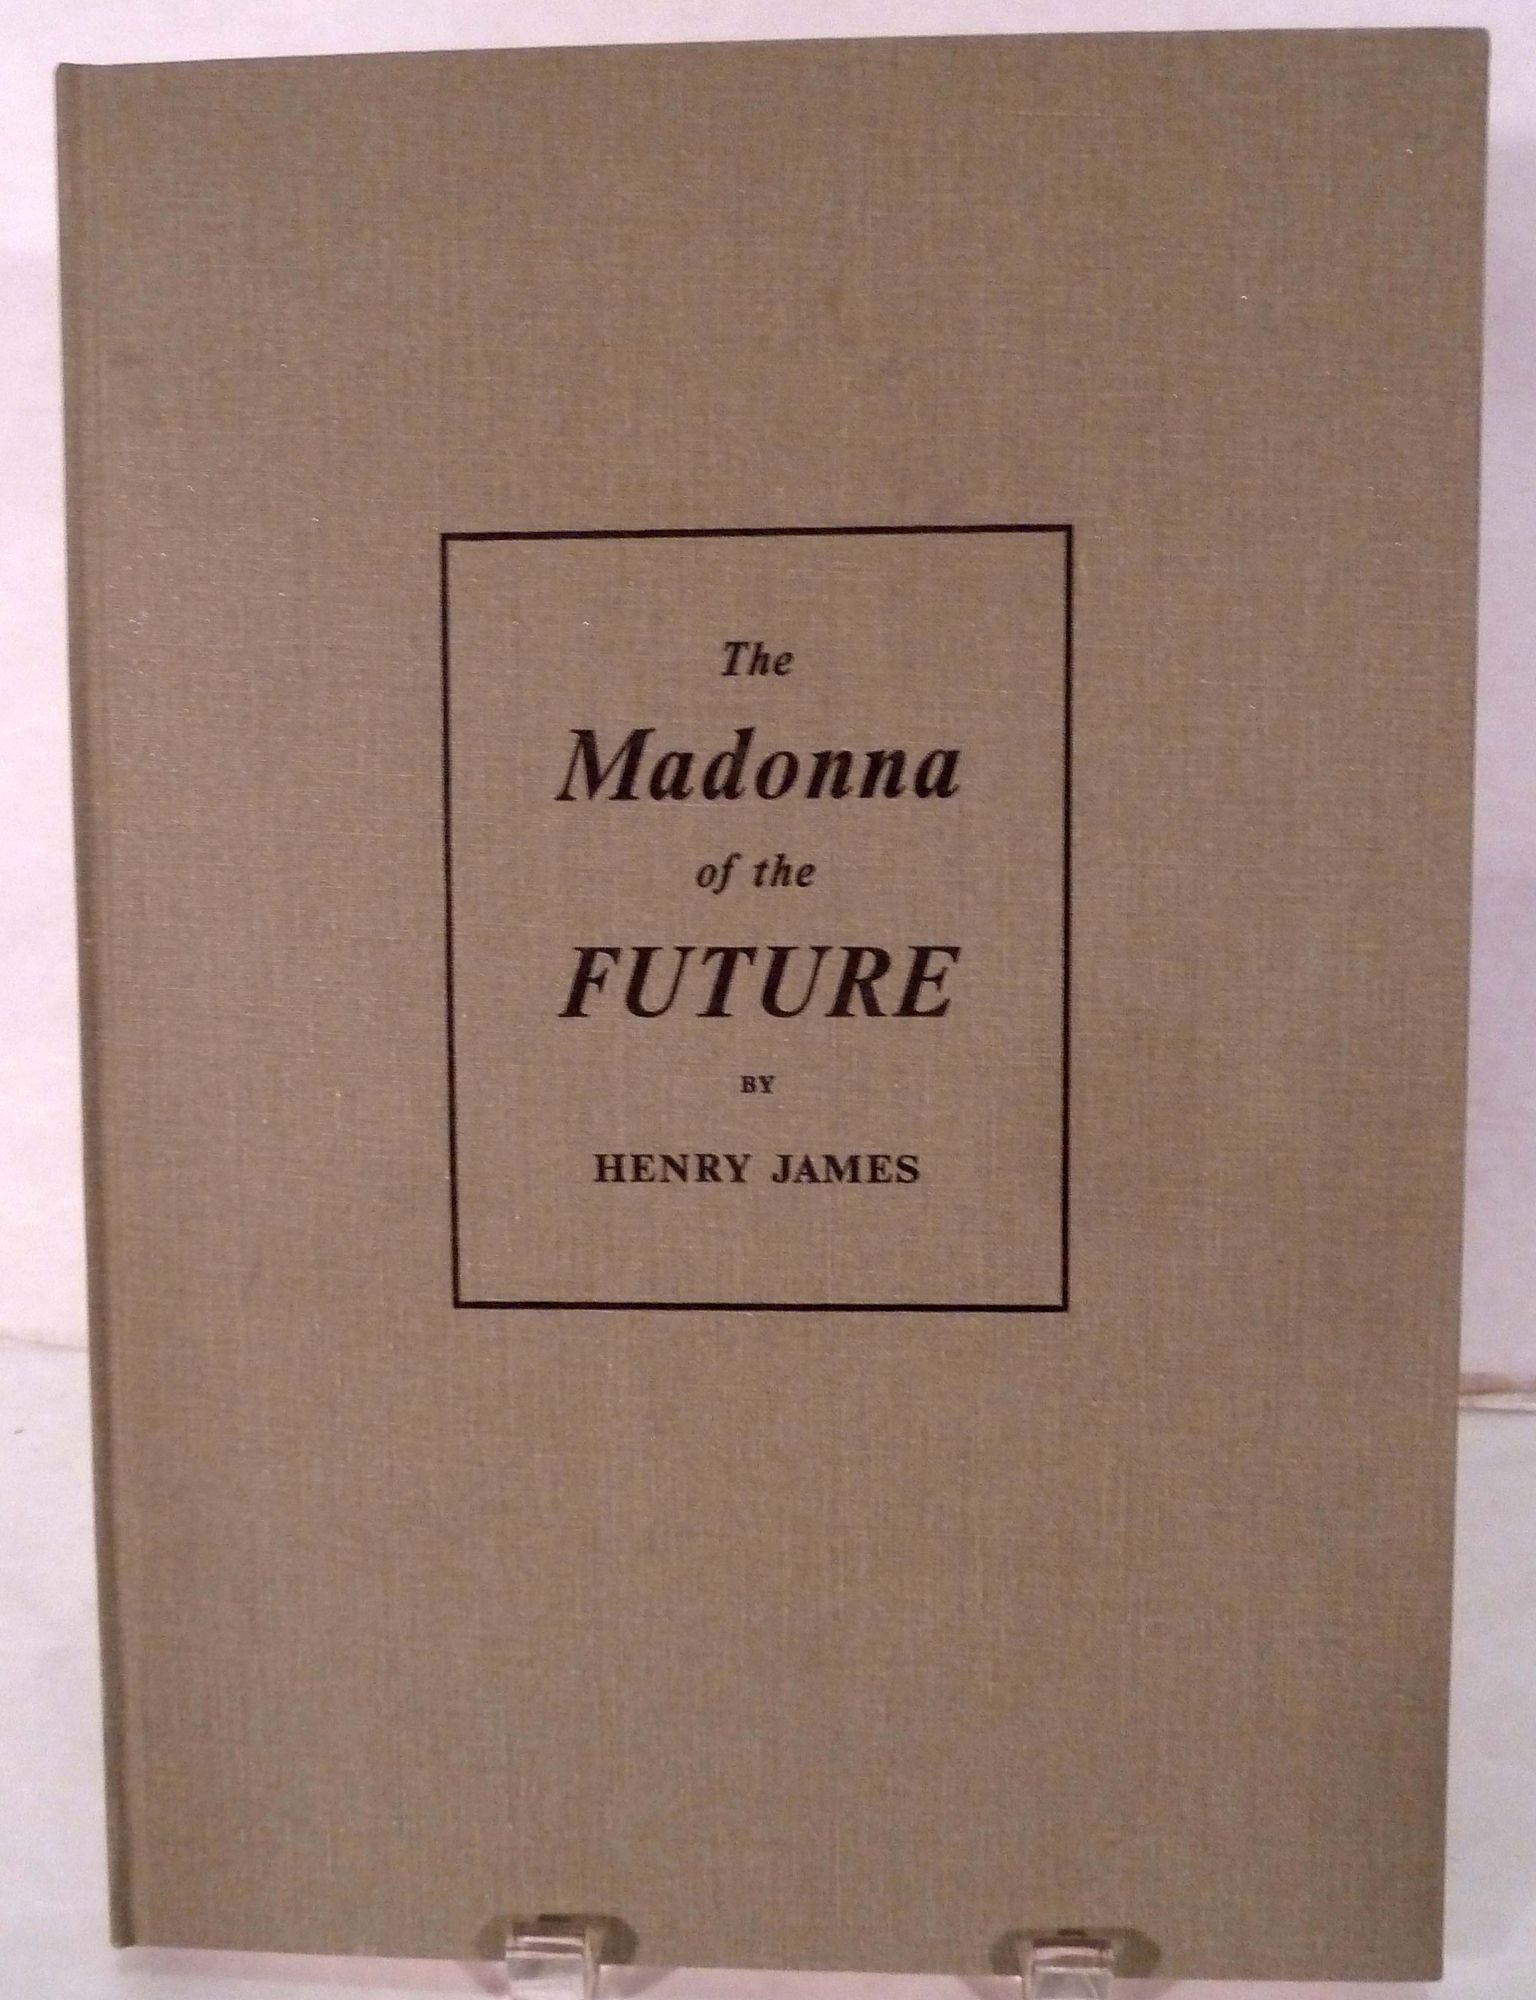 The
Madonna
of the
FUTURE
BY
HENRY JAMES